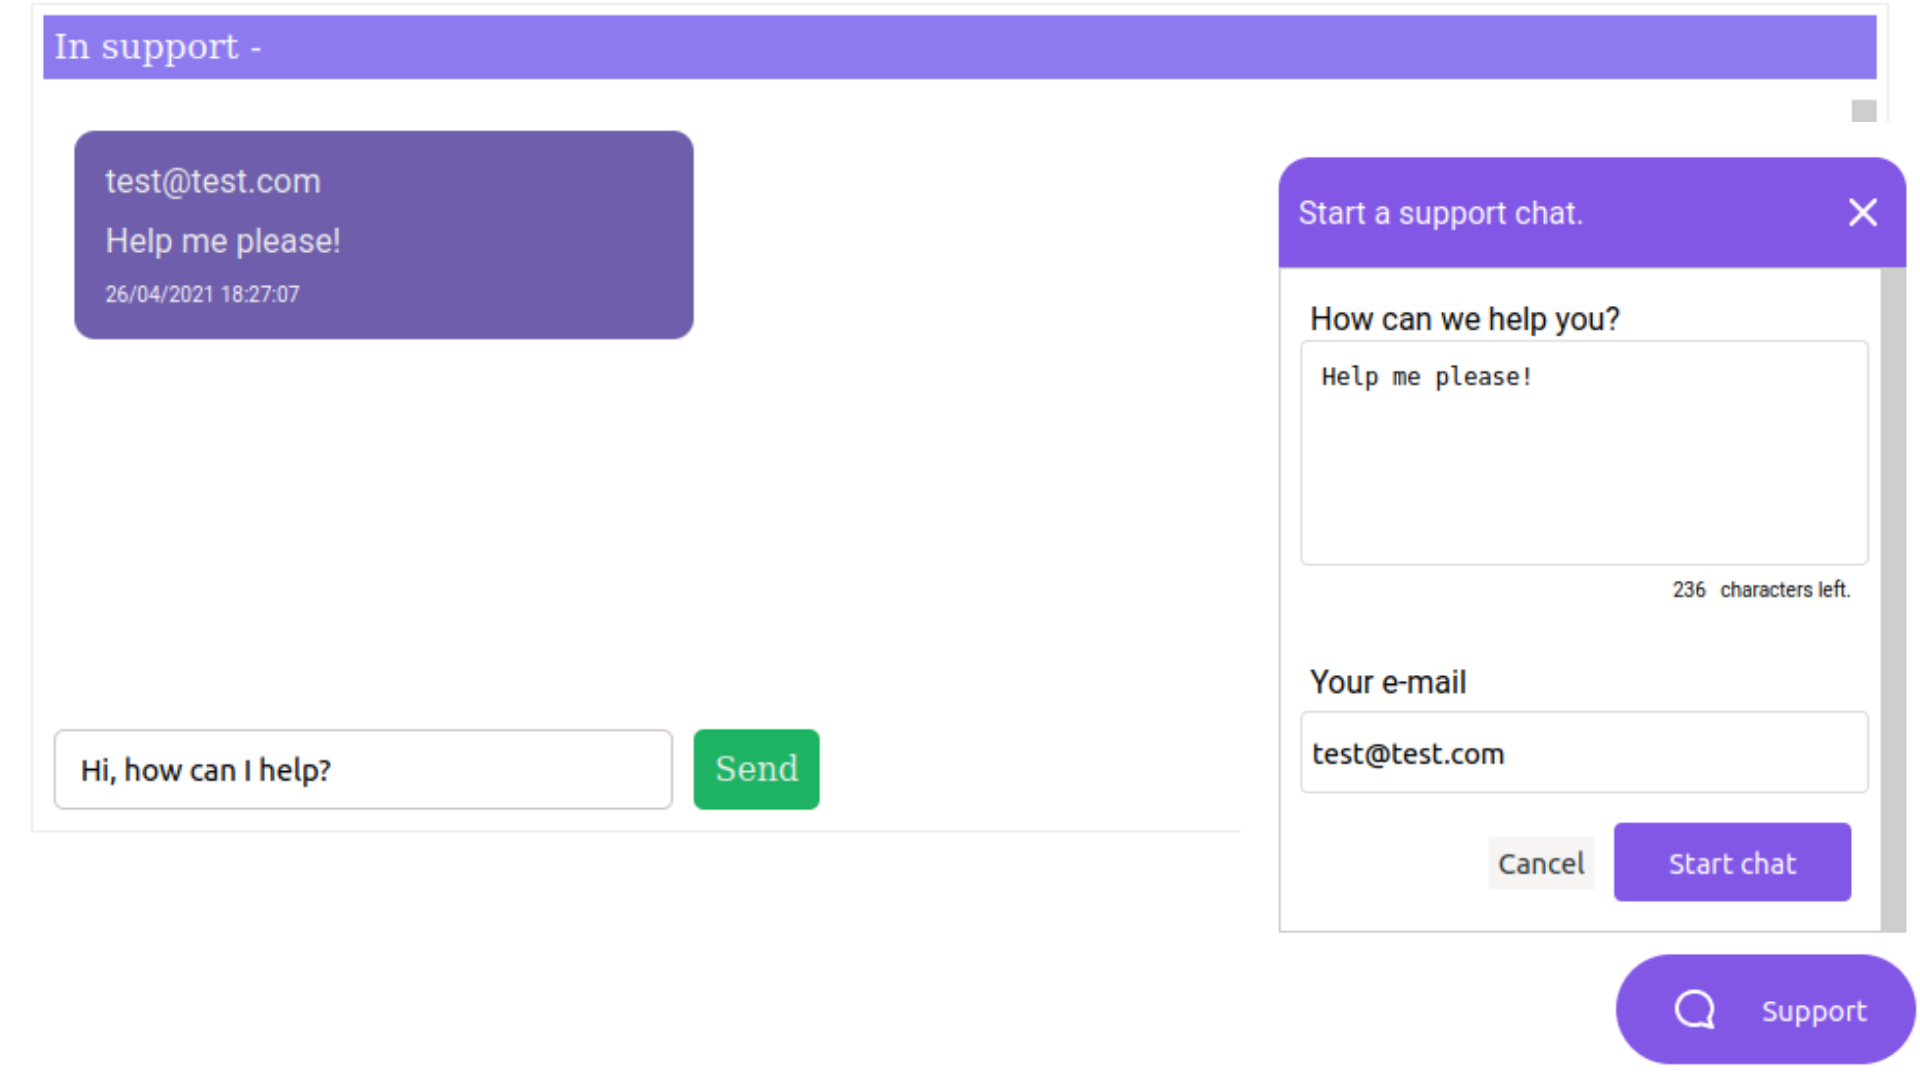 In support -
test@test.com
Help me please!
26/04/2021 18:27:07
Hi, how can I help?
Send
Start a support chat.
How can we help you?
Help me please!
236 characters left.
Your e-mail
test@test.com
Cancel
Start chat
Support